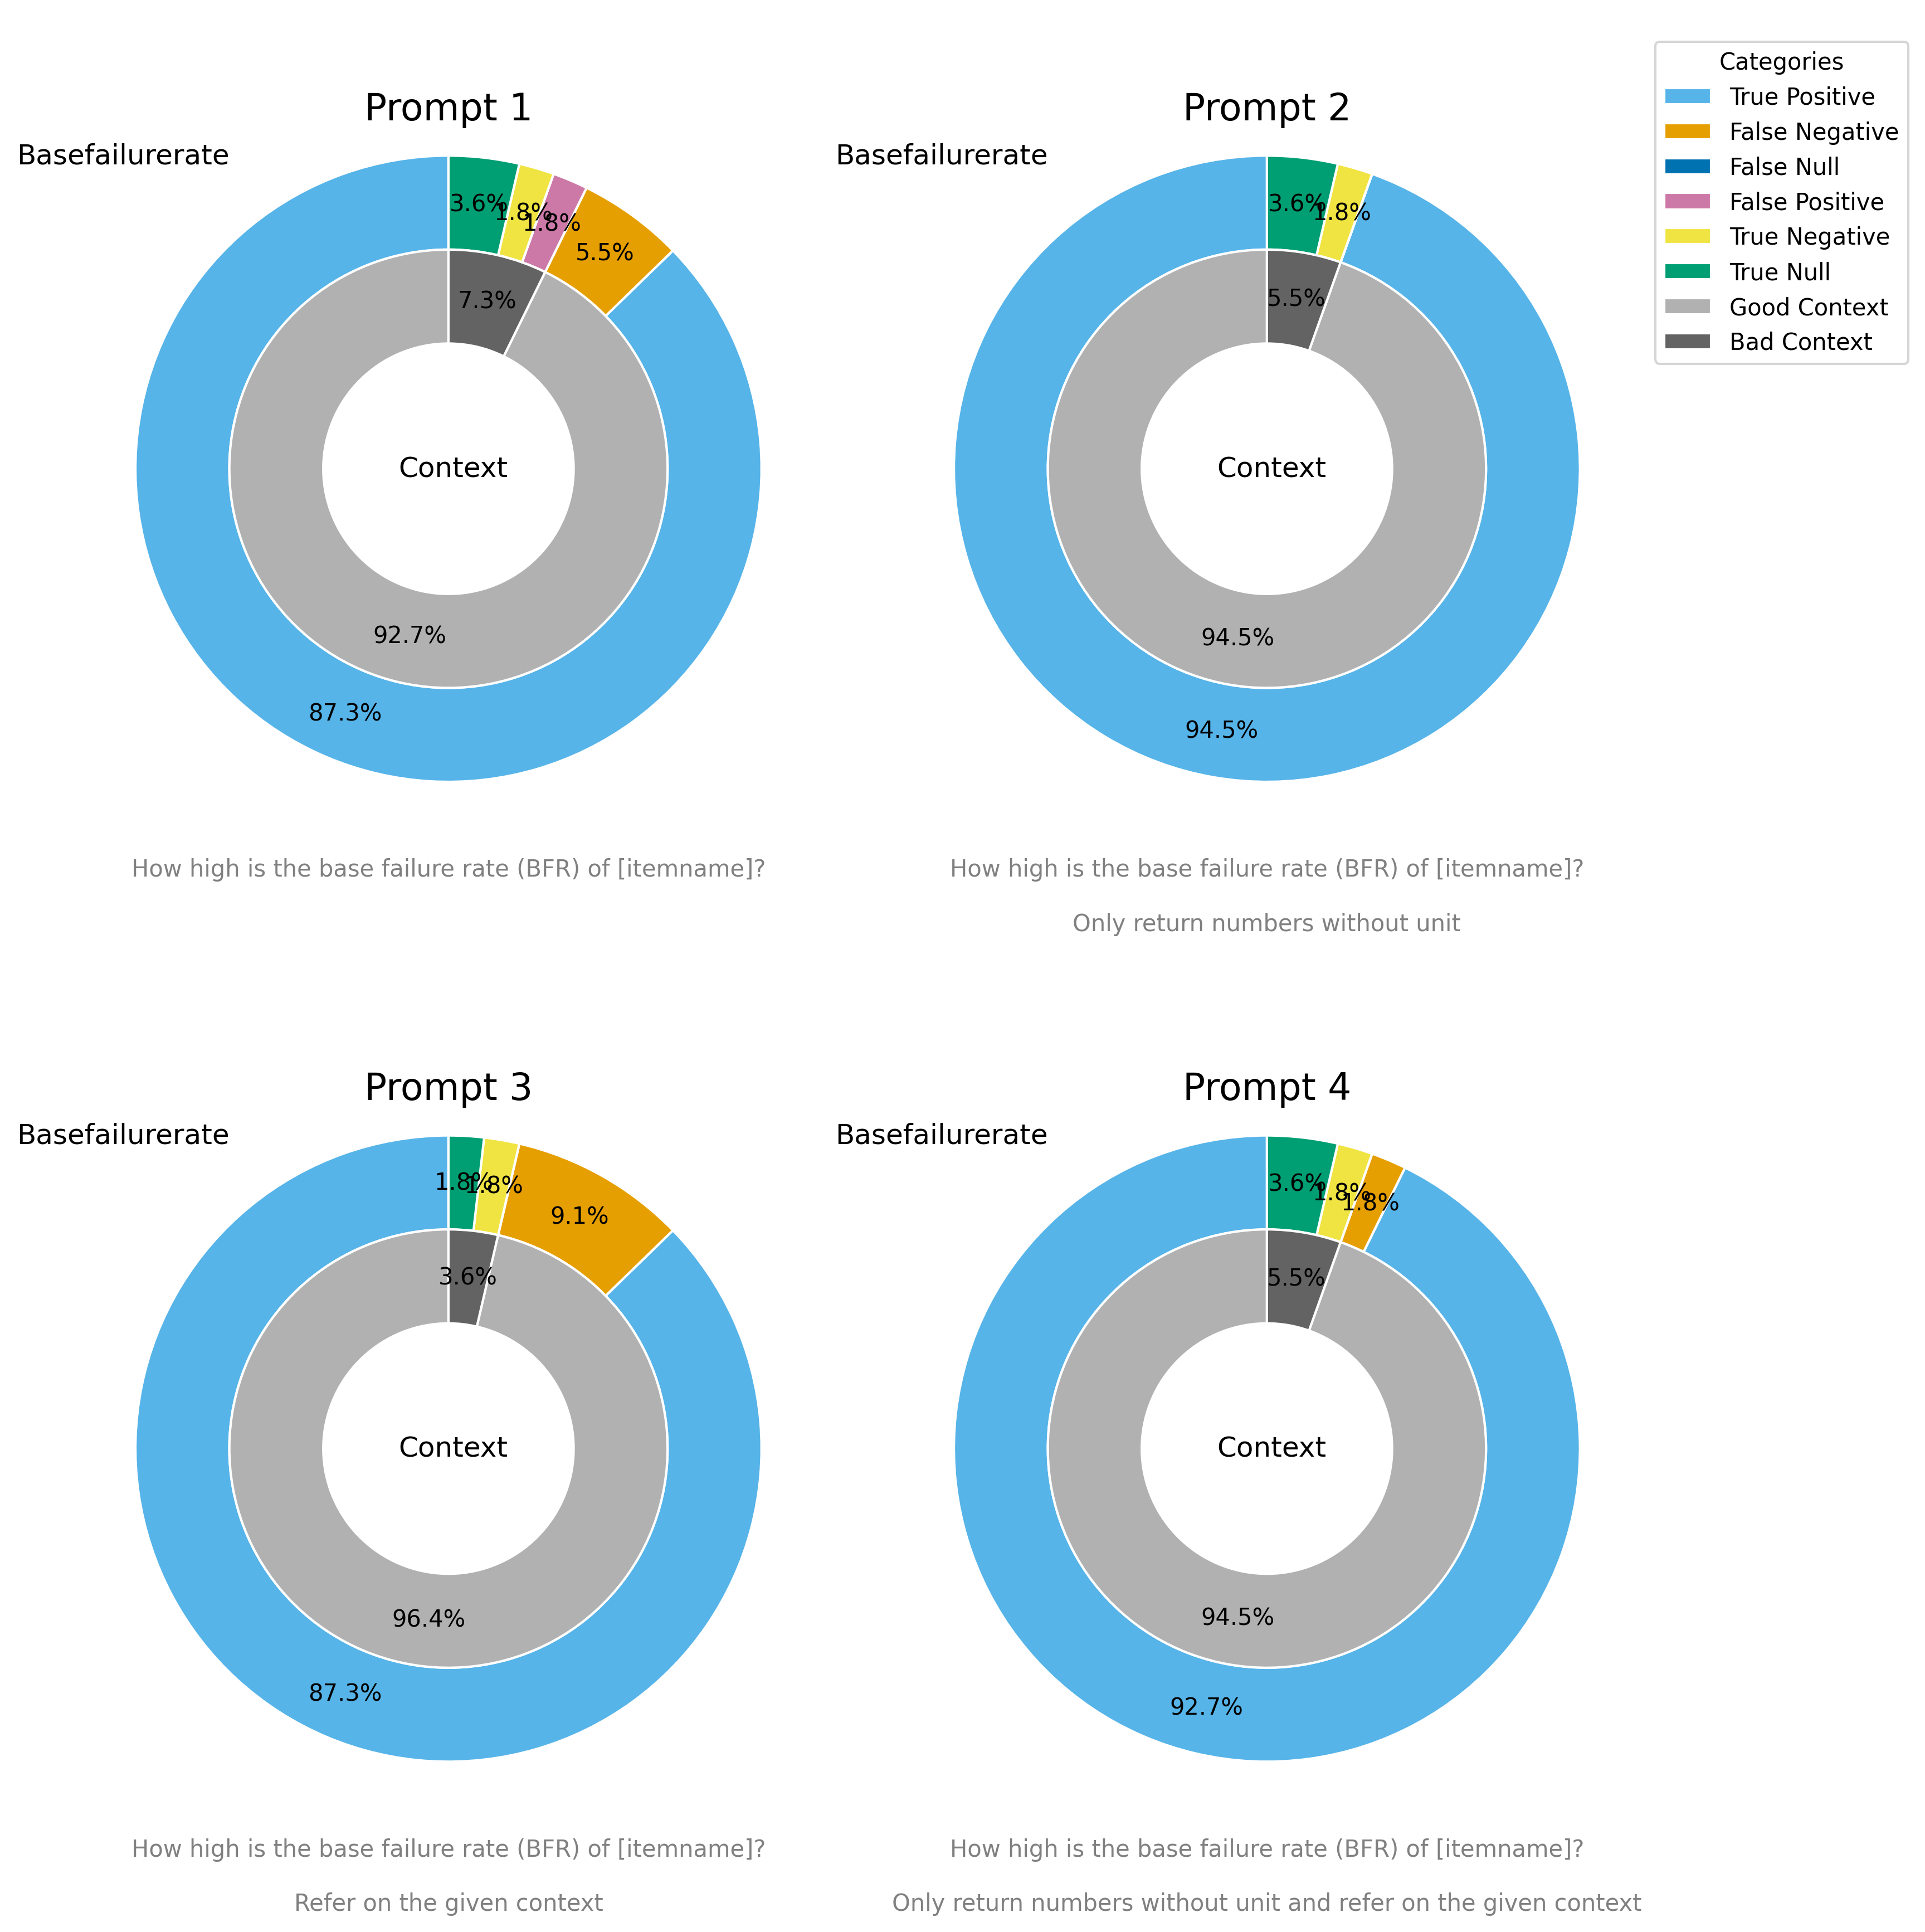 Categories
True Positive
False Negative
False Null
False Positive
True Negative
True Null
Good Context
Bad Context
Prompt 1
Basefailurerate
3.6%
1.8%
1.8%
5.5%
7.3%
Context
92.7%
87.3%
How high is the base failure rate (BFR) of [itemname]?
Prompt 2
Basefailurerate
3.6%
1.8%
5.5%
Context
94.5%
94.5%
How high is the base failure rate (BFR) of [itemname]?
Only return numbers without unit
Prompt 3
Basefailurerate
1.8%
1.8%
9.1%
3.6%
Context
96.4%
87.3%
How high is the base failure rate (BFR) of [itemname]?
Refer on the given context
Prompt 4
Basefailurerate
3.6%
1.8%
1.8%
5.5%
Context
94.5%
92.7%
How high is the base failure rate (BFR) of [itemname]?
Only return numbers without unit and refer on the given context